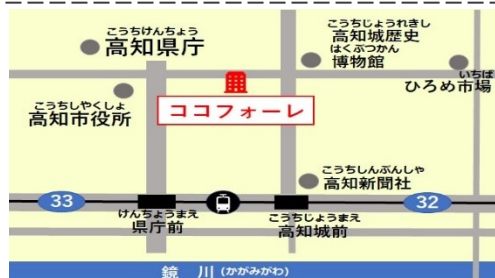 こうちけんちょう
高知県庁
こうちじょうれきし
高知城歴史
はくぶつかん
博物館
いちば
ひろめ市場
こうちしやくしょ
高知市役所
ココフォーレ
こうちしんぶんしゃ
高知新聞社
33
32
けんちょうまえ
県庁前
こうちじょうまえ
高知城前
鏡 川 (かがみがわ)